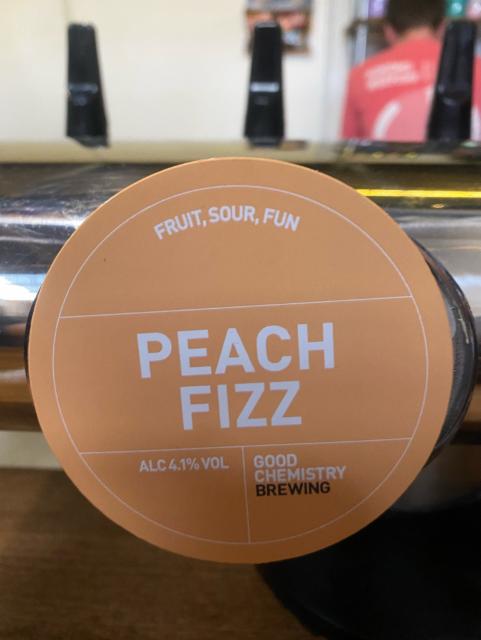 FRUIT, SOUR, FUN
PEACH
FIZZ
ALC 4.1% VOL
GOOD
CHEMISTRY
BREWING